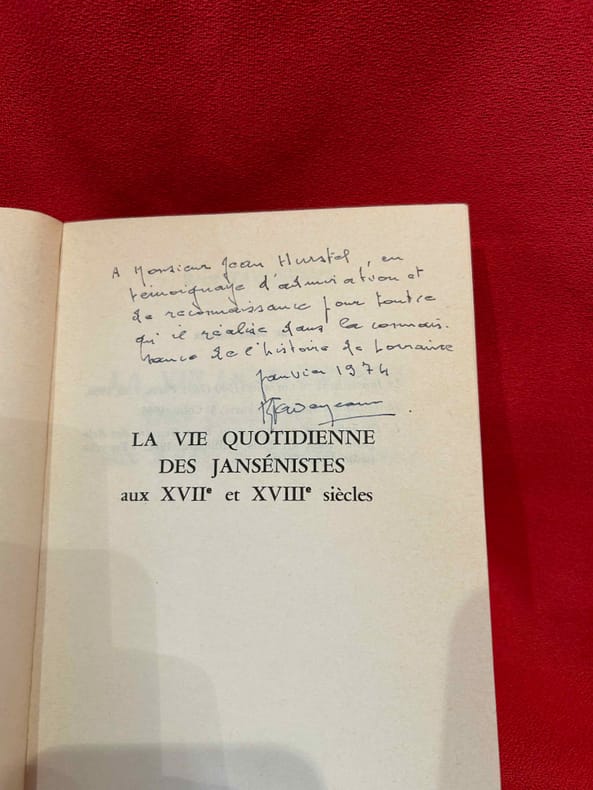 A Monsieur Jean Hurstel, en
témoignage d'admiration et
de reconnaissance pour tout ce
qu'il réalise dans la connais-
sance de l'histoire de Lorraine
Janvier 1974
LA VIE QUOTIDIENNE
DES JANSÉNISTES
aux XVIIe et XVIIIe siècles